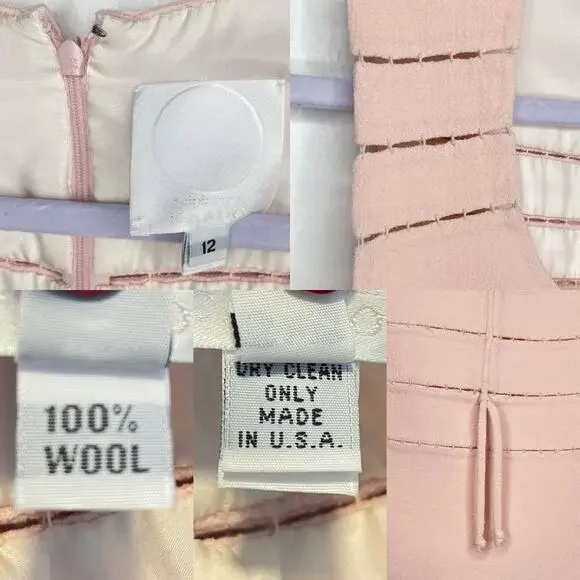 12
100%
WOOL
DRY CLEAN
ONLY
MADE
IN U.S.A.